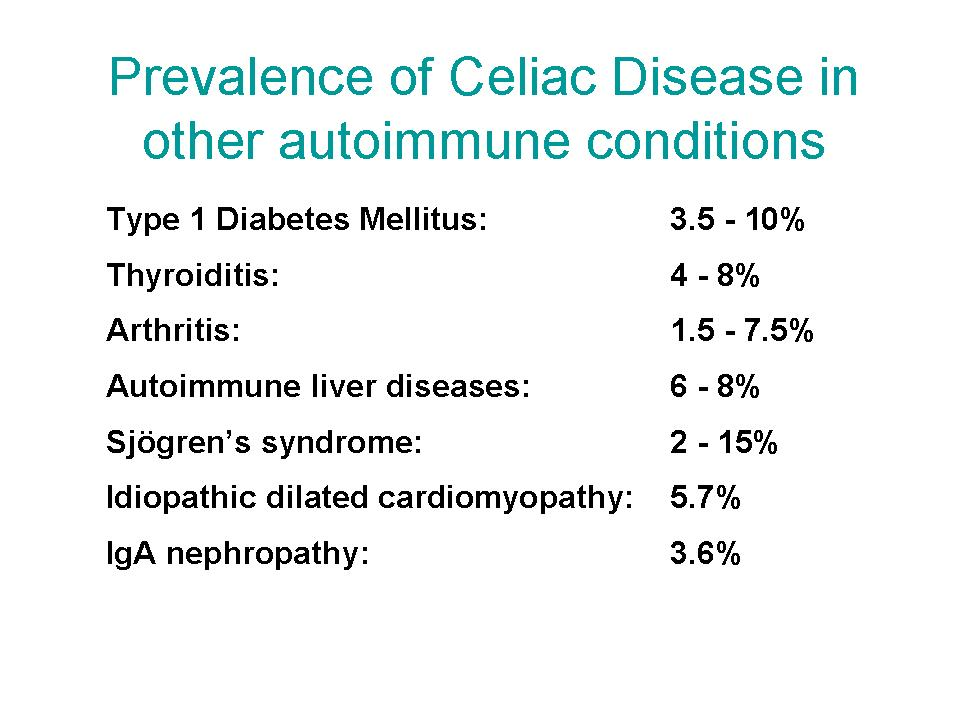 Prevalence of Celiac Disease in
other autoimmune conditions
Type 1 Diabetes Mellitus: 3.5 - 10%
Thyroiditis: 4 - 8%
Arthritis: 1.5 - 7.5%
Autoimmune liver diseases: 6 - 8%
Sjögren’s syndrome: 2 - 15%
Idiopathic dilated cardiomyopathy: 5.7%
IgA nephropathy: 3.6%